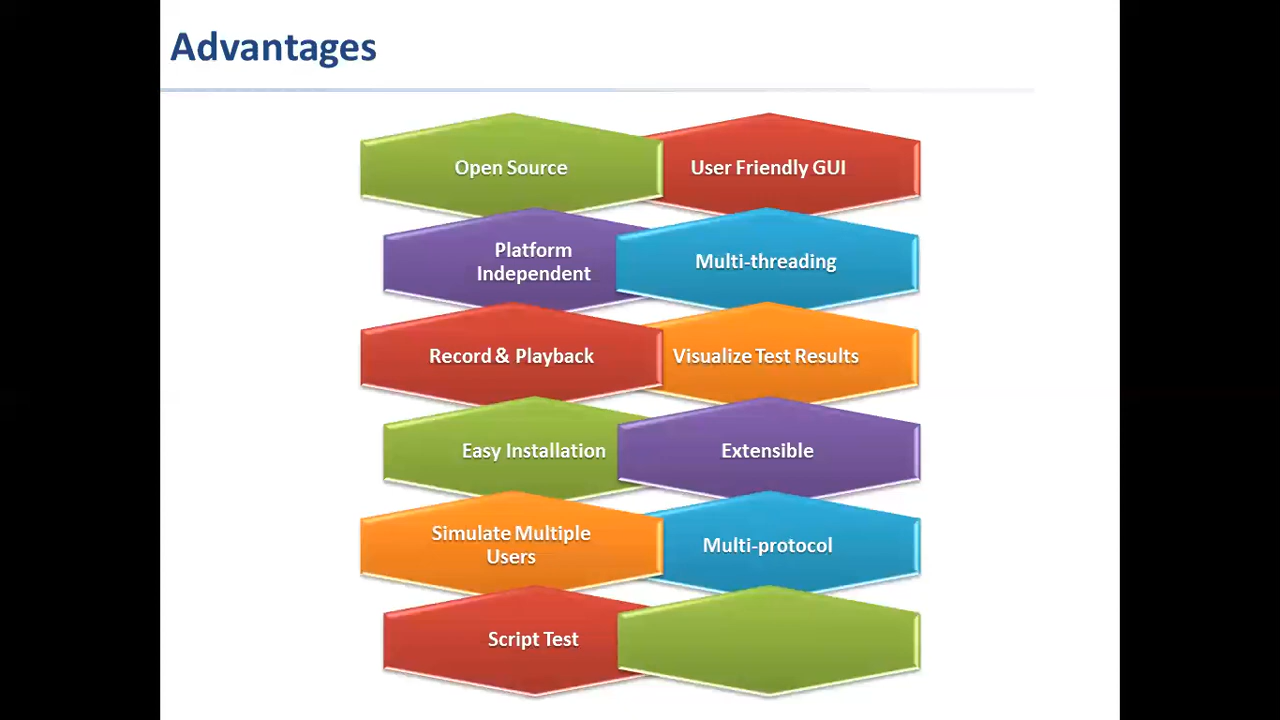 Advantages
Open Source
User Friendly GUI
Platform
Independent
Multi-threading
Record & Playback
Visualize Test Results
Easy Installation
Extensible
Simulate Multiple
Users
Multi-protocol
Script Test